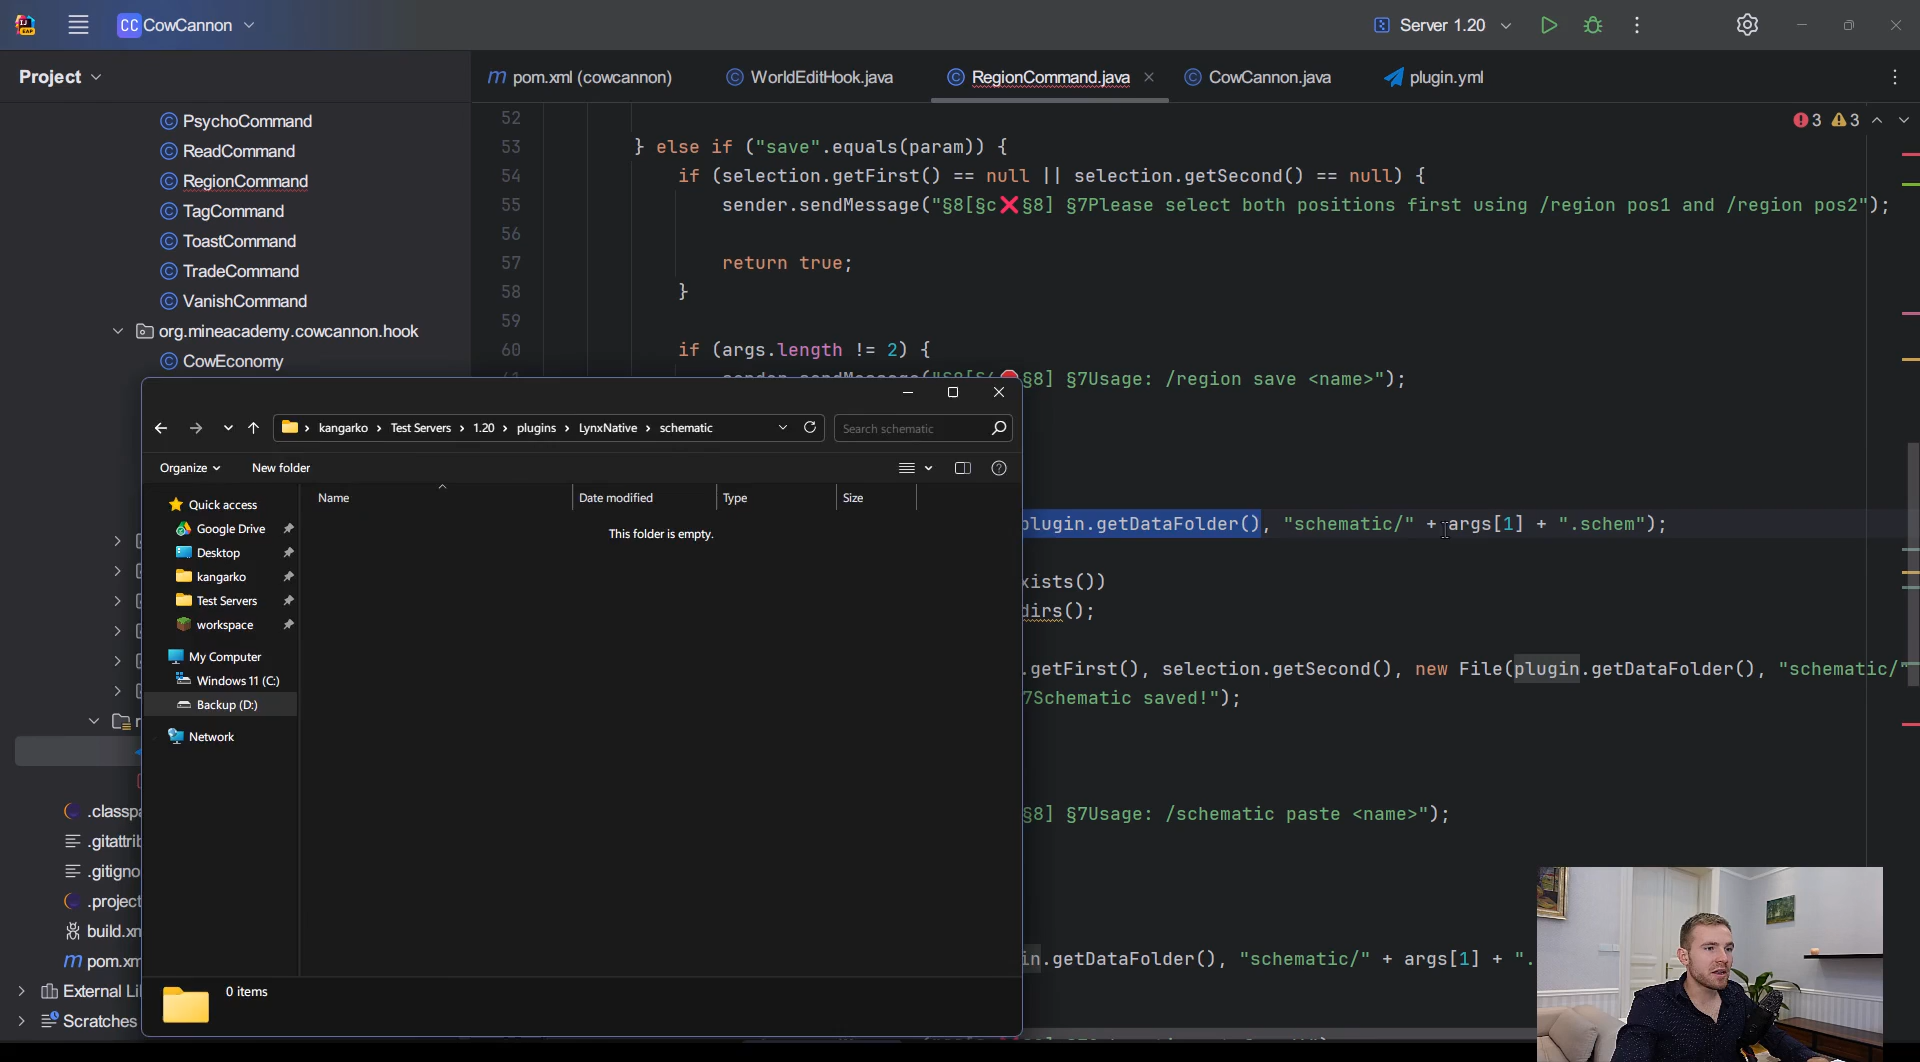 CC CowCannon
Server 1.20
Project
pom.xml (cowcannon)
WorldEditHook.java
RegionCommand.java
CowCannon.java
plugin.yml
PsychoCommand
ReadCommand
RegionCommand
TagCommand
ToastCommand
TradeCommand
VanishCommand
org.mineacademy.cowcannon.hook
CowEconomy
.classpa
.gitattrib
.gitigno
.project
build.xn
pom.xm
External Li
Scratches
3 3
52
53 } else if ("save".equals(param)) {
54 if (selection.getFirst() == null || selection.getSecond() == null) {
55 sender.sendMessage("§8[§c❌§8] §7Please select both positions first using /region pos1 and /region pos2");
56
57 return true;
58 }
59
60 if (args.length != 2) {
§8] §7Usage: /region save <name>");
plugin.getDataFolder(), "schematic/" + args[1] + ".schem");
xists())
dirs();
.getFirst(), selection.getSecond(), new File(plugin.getDataFolder(), "schematic/"
7Schematic saved!");
§8] §7Usage: /schematic paste <name>");
in.getDataFolder(), "schematic/" + args[1] + ".
kangarko › Test Servers › 1.20 › plugins › LynxNative › schematic
Search schematic
Organize
New folder
Name
Date modified
Type
Size
This folder is empty.
Quick access
Google Drive
Desktop
kangarko
Test Servers
workspace
My Computer
Windows 11 (C:)
Backup (D:)
Network
0 items